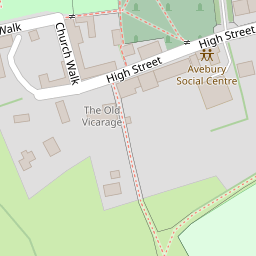 Walk
Church Walk
High Street
High Street
Avebury
Social Centre
The Old
Vicarage